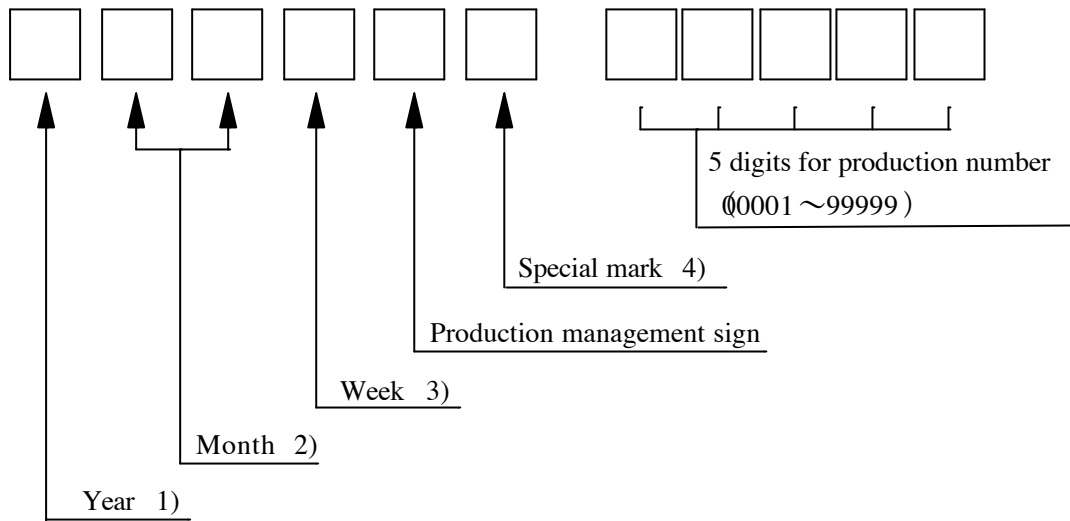 5 digits for production number
(00001～99999)
Special mark 4)
Production management sign
Week 3)
Month 2)
Year 1)